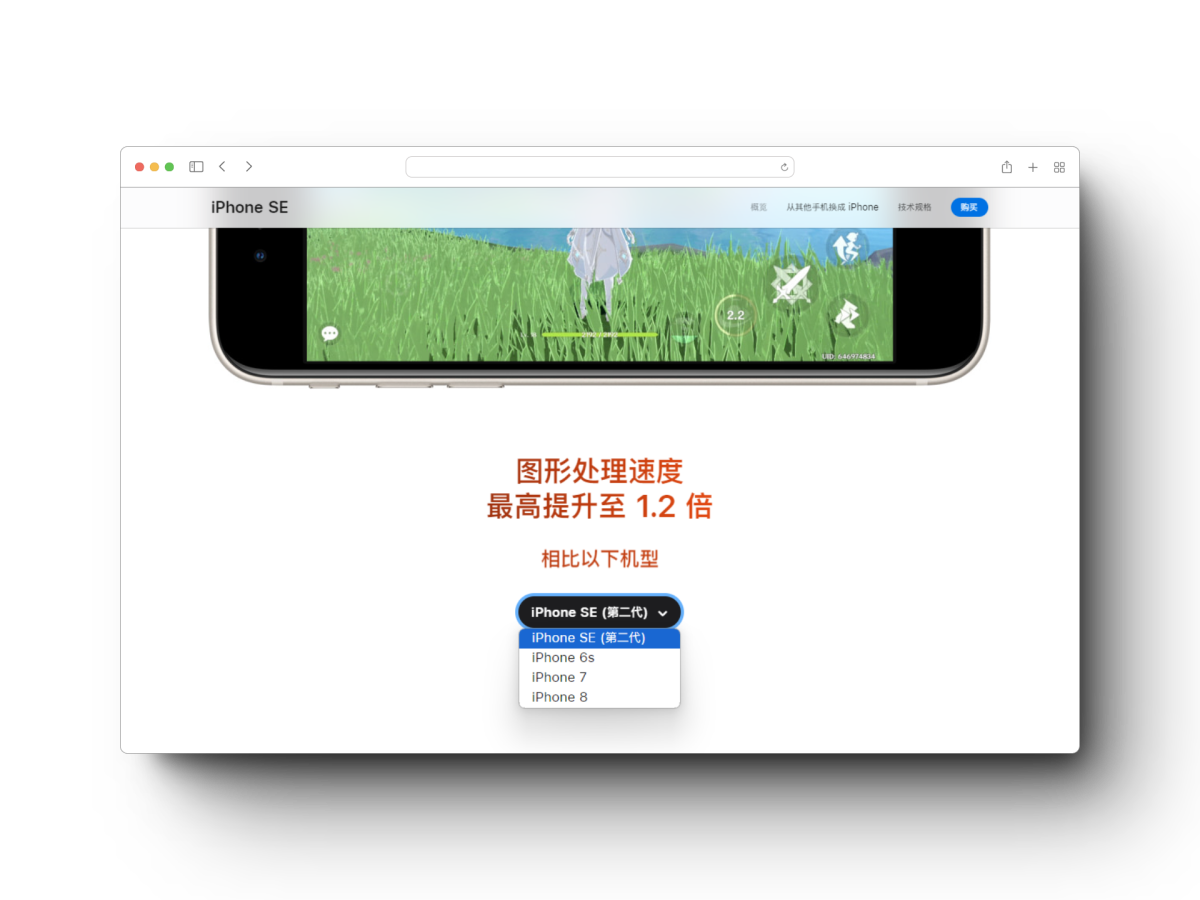 iPhone SE
概览
从其他手机换成 iPhone
技术规格
购买
2.2
UID: 646974834
图形处理速度
最高提升至 1.2 倍
相比以下机型
iPhone SE (第二代)
iPhone SE (第二代)
iPhone 6s
iPhone 7
iPhone 8